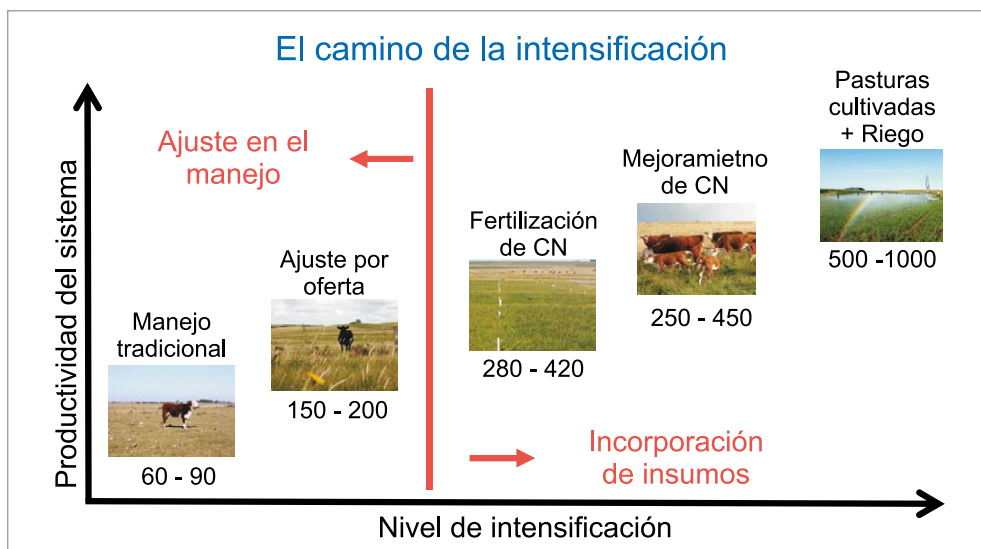 El camino de la intensificación
Productividad del sistema
Ajuste en el
manejo
Manejo
tradicional
60 - 90
Ajuste por
oferta
150 - 200
Fertilización
de CN
280 - 420
Mejoramietno
de CN
250 - 450
Pasturas
cultivadas
+ Riego
500 -1000
Incorporación
de insumos
Nivel de intensificación